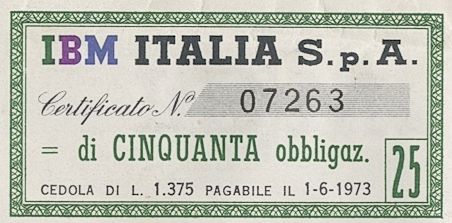 IBM ITALIA S.p.A.
Certificato N.º 07263
= di CINQUANTA obbligaz.
25
CEDOLA DI L. 1.375 PAGABILE IL 1-6-1973